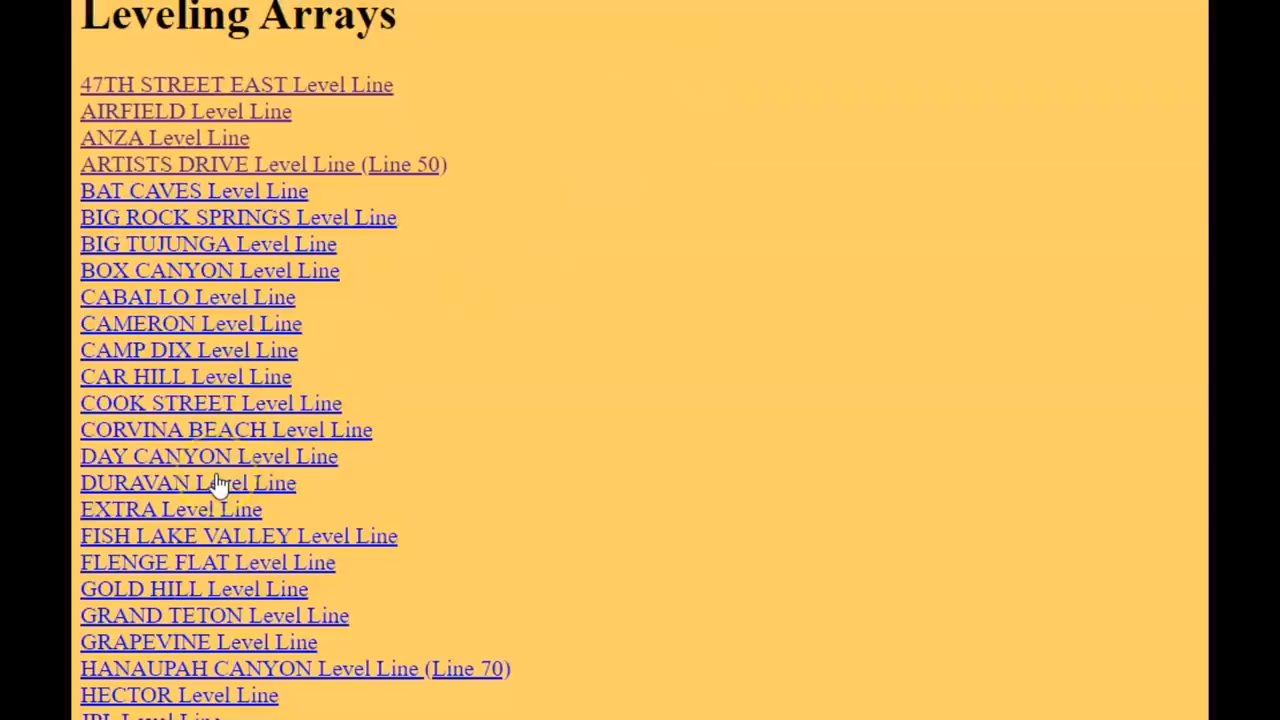 Leveling Arrays
47TH STREET EAST Level Line
AIRFIELD Level Line
ANZA Level Line
ARTISTS DRIVE Level Line (Line 50)
BAT CAVES Level Line
BIG ROCK SPRINGS Level Line
BIG TUJUNGA Level Line
BOX CANYON Level Line
CABALLO Level Line
CAMERON Level Line
CAMP DIX Level Line
CAR HILL Level Line
COOK STREET Level Line
CORVINA BEACH Level Line
DAY CANYON Level Line
DURAVAN Level Line
EXTRA Level Line
FISH LAKE VALLEY Level Line
FLENGE FLAT Level Line
GOLD HILL Level Line
GRAND TETON Level Line
GRAPEVINE Level Line
HANAUPAH CANYON Level Line (Line 70)
HECTOR Level Line
JPL Level Line